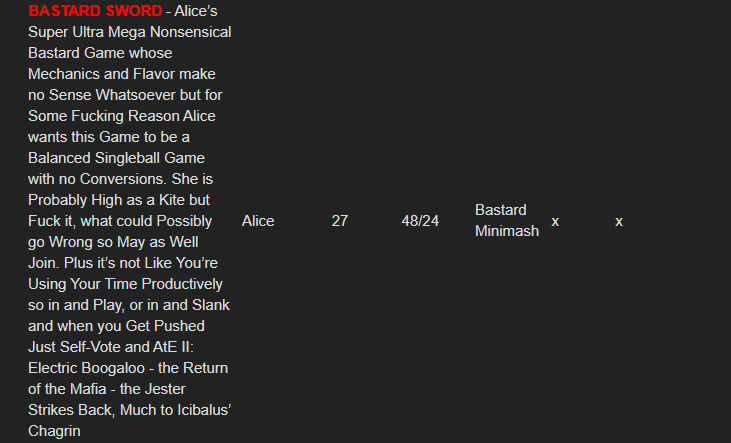 BASTARD SWORD - Alice’s
Super Ultra Mega Nonsensical
Bastard Game whose
Mechanics and Flavor make
no Sense Whatsoever but for
Some Fucking Reason Alice
wants this Game to be a
Balanced Singleball Game
with no Conversions. She is
Probably High as a Kite but
Fuck it, what could Possibly
go Wrong so May as Well
Join. Plus it’s not Like You’re
Using Your Time Productively
so in and Play, or in and Slank
and when you Get Pushed
Just Self-Vote and AtE II:
Electric Boogaloo - the Return
of the Mafia - the Jester
Strikes Back, Much to Icibalus’
Chagrin
Alice
27
48/24
Bastard
Minimash
x
x